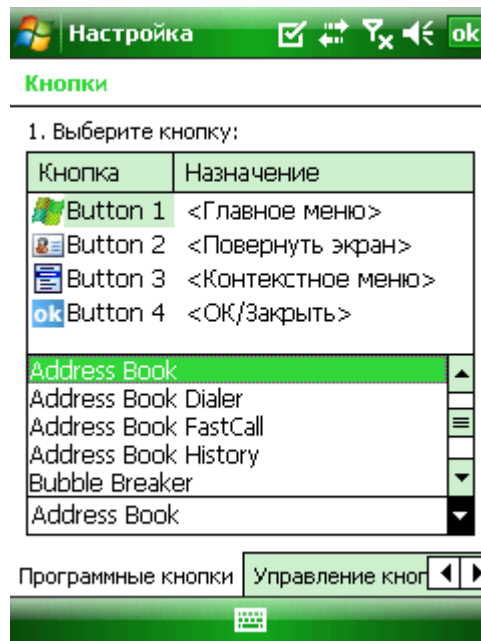 Настройка ok
Кнопки
1. Выберите кнопку:
Кнопка Назначение
Button 1 <Главное меню>
Button 2 <Повернуть экран>
Button 3 <Контекстное меню>
ok Button 4 <ОК/Закрыть>
Address Book
Address Book Dialer
Address Book FastCall
Address Book History
Bubble Breaker
Address Book
Программные кнопки Управление кноп